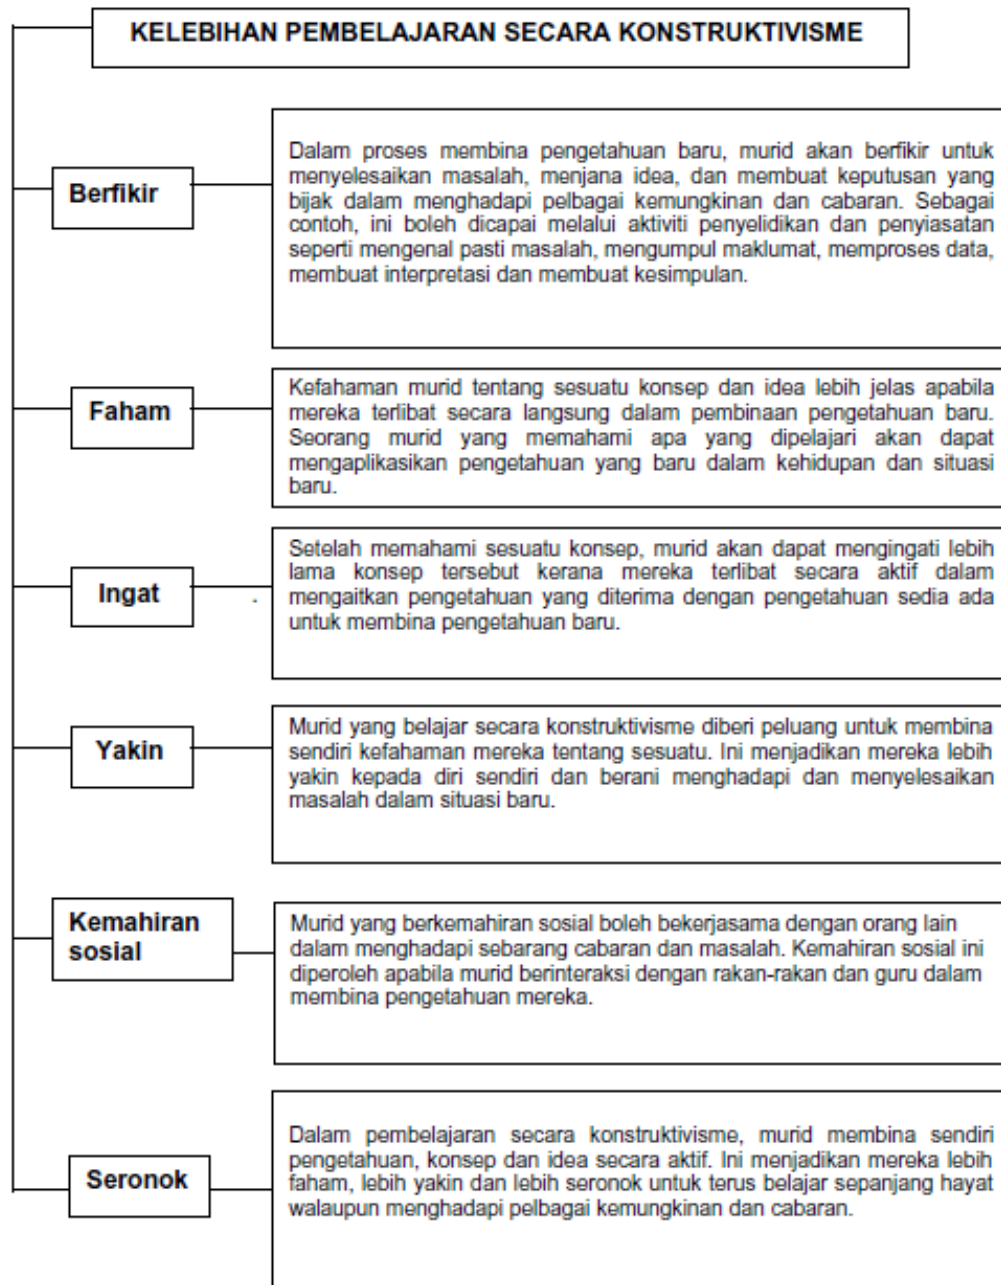 KELEBIHAN PEMBELAJARAN SECARA KONSTRUKTIVISME
Berfikir
Dalam proses membina pengetahuan baru, murid akan berfikir untuk
menyelesaikan masalah, menjana idea, dan membuat keputusan yang
bijak dalam menghadapi pelbagai kemungkinan dan cabaran. Sebagai
contoh, ini boleh dicapai melalui aktiviti penyelidikan dan penyiasatan
seperti mengenal pasti masalah, mengumpul maklumat, memproses data,
membuat interpretasi dan membuat kesimpulan.
Faham
Kefahaman murid tentang sesuatu konsep dan idea lebih jelas apabila
mereka terlibat secara langsung dalam pembinaan pengetahuan baru.
Seorang murid yang memahami apa yang dipelajari akan dapat
mengaplikasikan pengetahuan yang baru dalam kehidupan dan situasi
baru.
Ingat
Setelah memahami sesuatu konsep, murid akan dapat mengingati lebih
lama konsep tersebut kerana mereka terlibat secara aktif dalam
mengaitkan pengetahuan yang diterima dengan pengetahuan sedia ada
untuk membina pengetahuan baru.
Yakin
Murid yang belajar secara konstruktivisme diberi peluang untuk membina
sendiri kefahaman mereka tentang sesuatu. Ini menjadikan mereka lebih
yakin kepada diri sendiri dan berani menghadapi dan menyelesaikan
masalah dalam situasi baru.
Kemahiran
sosial
Murid yang berkemahiran sosial boleh bekerjasama dengan orang lain
dalam menghadapi sebarang cabaran dan masalah. Kemahiran sosial ini
diperoleh apabila murid berinteraksi dengan rakan-rakan dan guru dalam
membina pengetahuan mereka.
Seronok
Dalam pembelajaran secara konstruktivisme, murid membina sendiri
pengetahuan, konsep dan idea secara aktif. Ini menjadikan mereka lebih
faham, lebih yakin dan lebih seronok untuk terus belajar sepanjang hayat
walaupun menghadapi pelbagai kemungkinan dan cabaran.